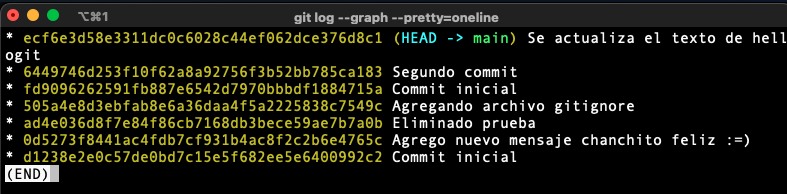 ⌥⌘1
git log --graph --pretty=oneline
* ecf6e3d58e3311dc0c6028c44ef062dce376d8c1 (HEAD -> main) Se actualiza el texto de hell
ogit
* 6449746d253f10f62a8a92756f3b52bb785ca183 Segundo commit
* fd9096262591fb887e6542d7970bbbdf1884715a Commit inicial
* 505a4e8d3ebfab8e6a36daa4f5a2225838c7549c Agregando archivo gitignore
* ad4e036d8f7e84f86cb7168db3bece59ae7b7a0b Eliminado prueba
* 0d5273f8441ac4fdb7cf931b4ac8f2c2b6e4765c Agrego nuevo mensaje chanchito feliz :=)
* d1238e2e0c57de0bd7c15e5f682ee5e6400992c2 Commit inicial
(END)